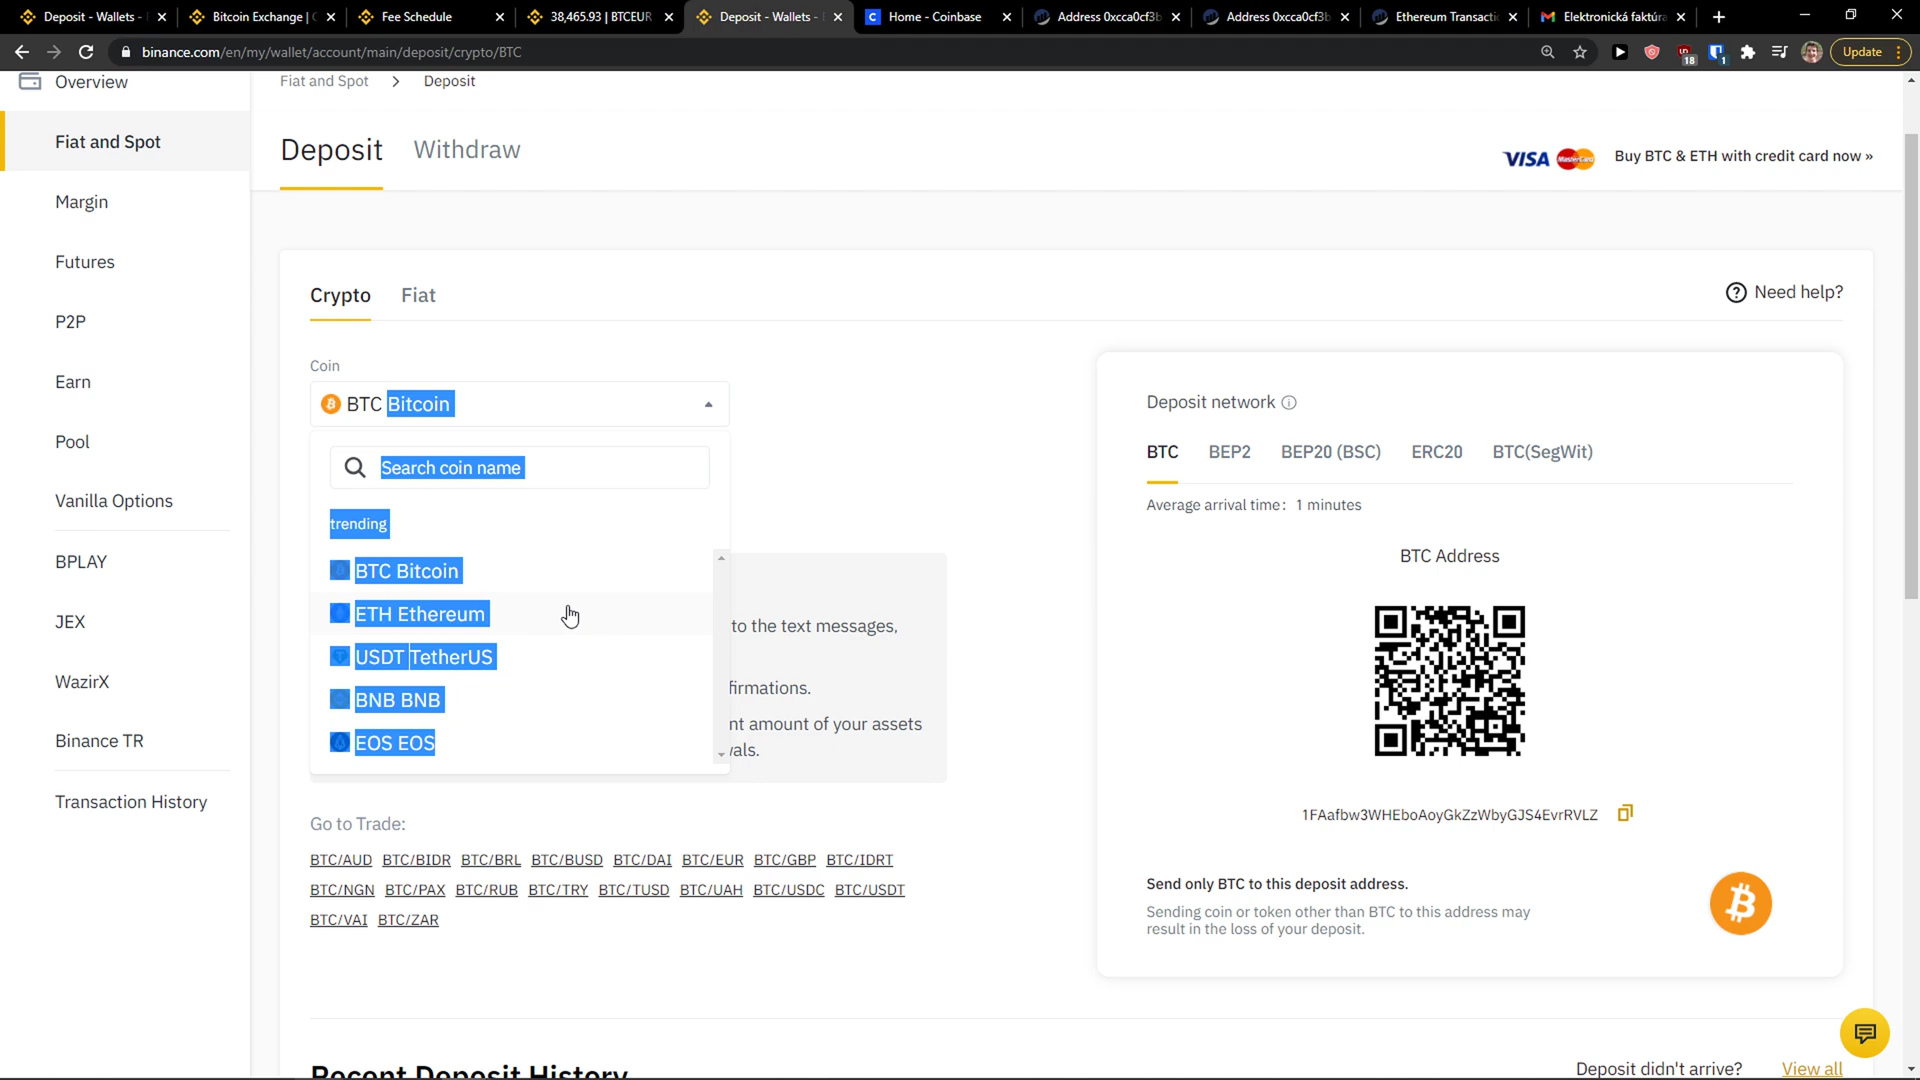 Deposit - Wallets -
Bitcoin Exchange | C
Fee Schedule
38,465.93 | BTCEUR
Deposit - Wallets -
Home - Coinbase
Address 0xcca0cf3b
Address 0xcca0cf3b
Ethereum Transactio
Elektronická faktúra
binance.com/en/my/wallet/account/main/deposit/crypto/BTC
18
1
Update
Overview
Fiat and Spot
Margin
Futures
P2P
Earn
Pool
Vanilla Options
BPLAY
JEX
WazirX
Binance TR
Transaction History
Fiat and Spot > Deposit
Deposit Withdraw
VISA MasterCard Buy BTC & ETH with credit card now »
Crypto Fiat
Need help?
Coin
BTC Bitcoin
Search coin name
trending
BTC Bitcoin
ETH Ethereum
USDT TetherUS
BNB BNB
EOS EOS
to the text messages,
firmations.
nt amount of your assets
als.
Go to Trade:
BTC/AUD BTC/BIDR BTC/BRL BTC/BUSD BTC/DAI BTC/EUR BTC/GBP BTC/IDRT
BTC/NGN BTC/PAX BTC/RUB BTC/TRY BTC/TUSD BTC/UAH BTC/USDC BTC/USDT
BTC/VAI BTC/ZAR
Deposit network
BTC BEP2 BEP20 (BSC) ERC20 BTC(SegWit)
Average arrival time: 1 minutes
BTC Address
1FAafbw3WHEboAoyGkZzWbyGJS4EvrRVLZ
Send only BTC to this deposit address.
Sending coin or token other than BTC to this address may
result in the loss of your deposit.
Recent Deposit History
Deposit didn't arrive? View all